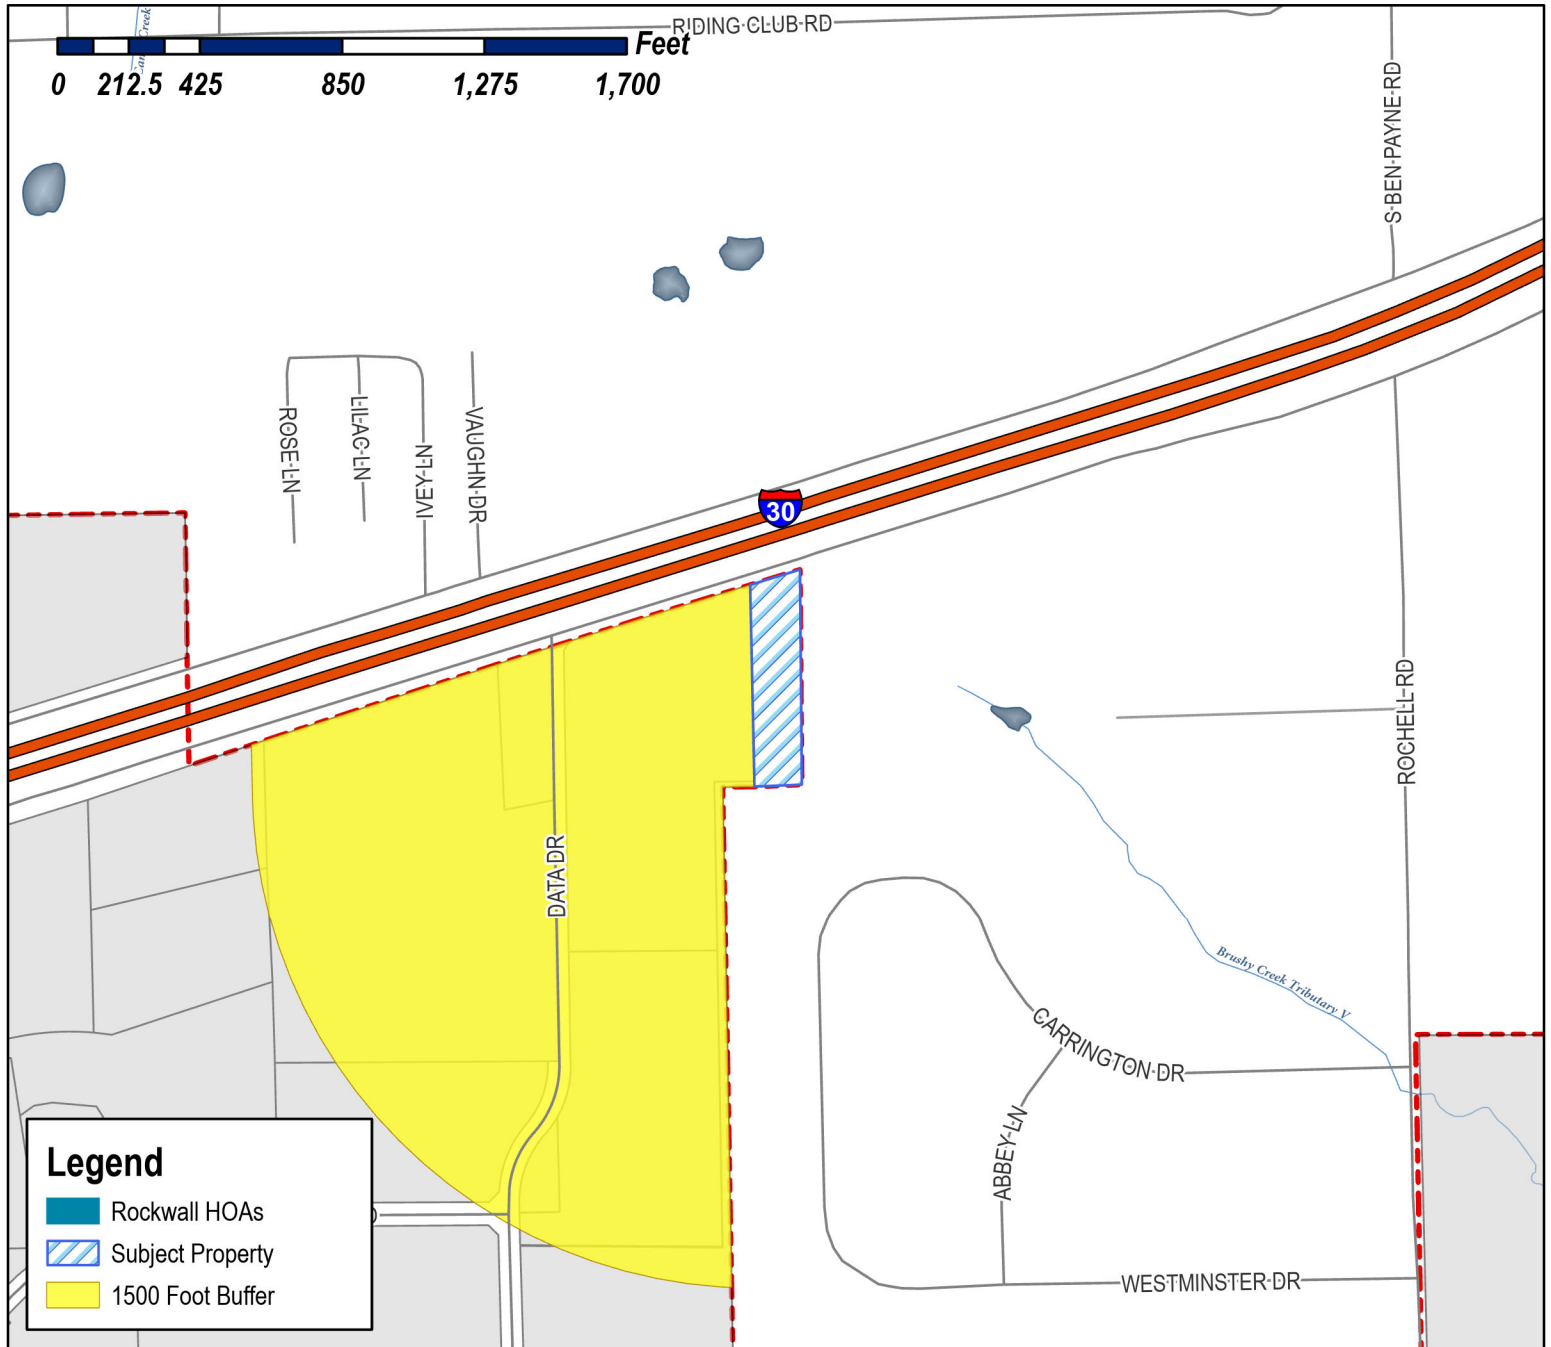 RIDING CLUB RD
Feet
0 212.5 425 850 1,275 1,700
Creek
S BEN PAYNE RD
ROSE LN
LILAC LN
IVEY LN
VAUGHN DR
30
ROCHELL RD
DATA DR
Brushy Creek Tributary V
CARRINGTON DR
ABBEY LN
WESTMINSTER DR
Legend
Rockwall HOAs
Subject Property
1500 Foot Buffer